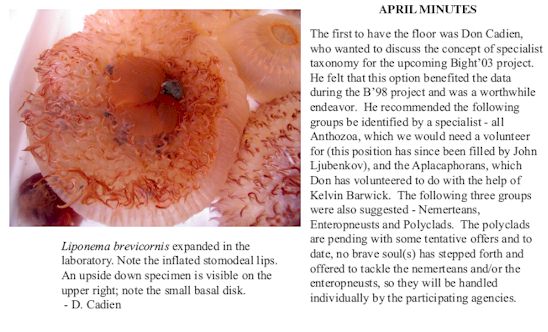 APRIL MINUTES
The first to have the floor was Don Cadien,
who wanted to discuss the concept of specialist
taxonomy for the upcoming Bight'03 project.
He felt that this option benefited the data
during the B'98 project and was a worthwhile
endeavor. He recommended the following
groups be identified by a specialist - all
Anthozoa, which we would need a volunteer
for (this position has since been filled by John
Ljubenkov), and the Aplacaphorans, which
Don has volunteered to do with the help of
Kelvin Barwick. The following three groups
were also suggested - Nemerteans,
Enteropneusts and Polyclads. The polyclads
are pending with some tentative offers and to
date, no brave soul(s) has stepped forth and
offered to tackle the nemerteans and/or the
enteropneusts, so they will be handled
individually by the participating agencies.
Liponema brevicornis expanded in the
laboratory. Note the inflated stomodeal lips.
An upside down specimen is visible on the
upper right; note the small basal disk.
- D. Cadien